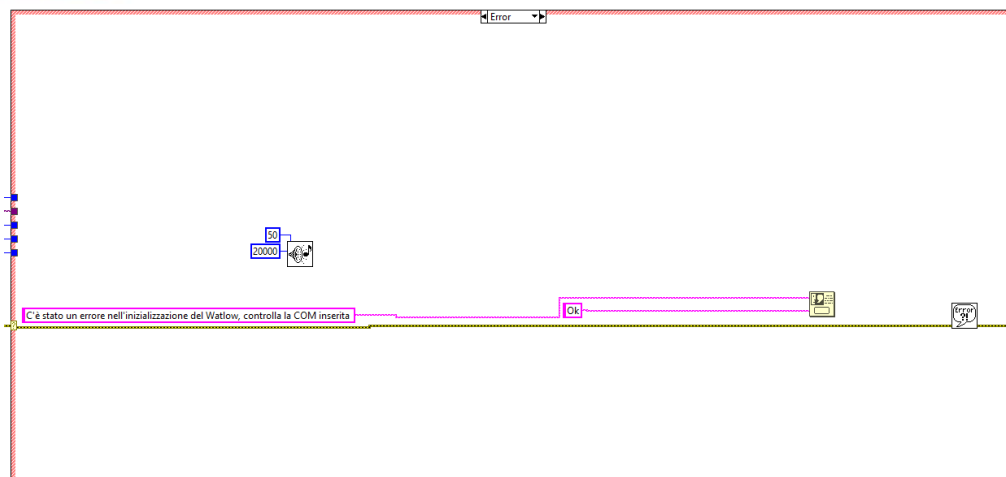 Error
50
20000
C'è stato un errore nell'inizializzazione del Watlow, controlla la COM inserita
Ok
Error
?!